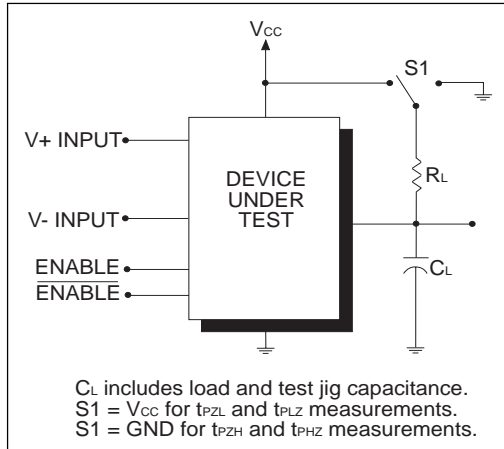 VCC
S1
V+ INPUT
RL
DEVICE
UNDER
TEST
V- INPUT
CL
ENABLE
ENABLE
CL includes load and test jig capacitance.
S1 = VCC for tPZL and tPLZ measurements.
S1 = GND for tPZH and tPHZ measurements.